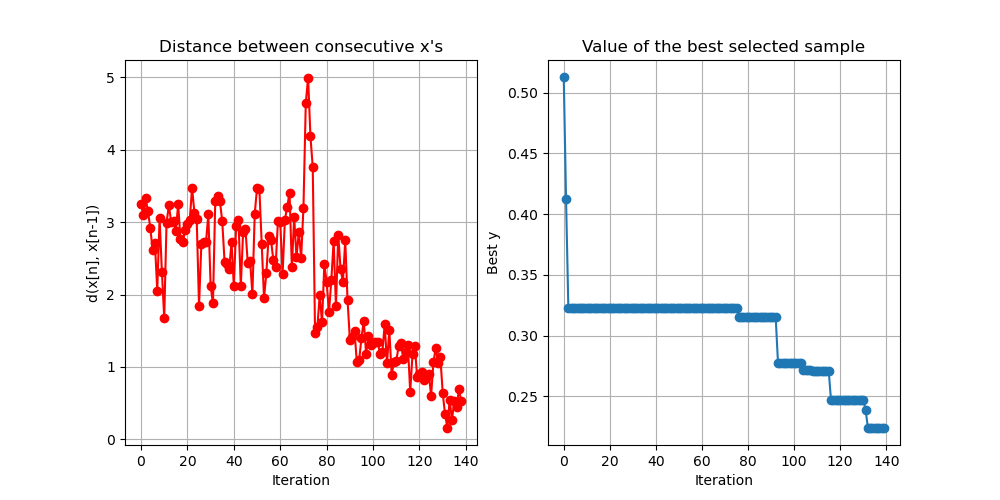 Distance between consecutive x's
5
4
3
2
1
0
d(x[n], x[n-1])
0 20 40 60 80 100 120 140
Iteration
Value of the best selected sample
0.50
0.45
0.40
0.35
0.30
0.25
Best y
0 20 40 60 80 100 120 140
Iteration